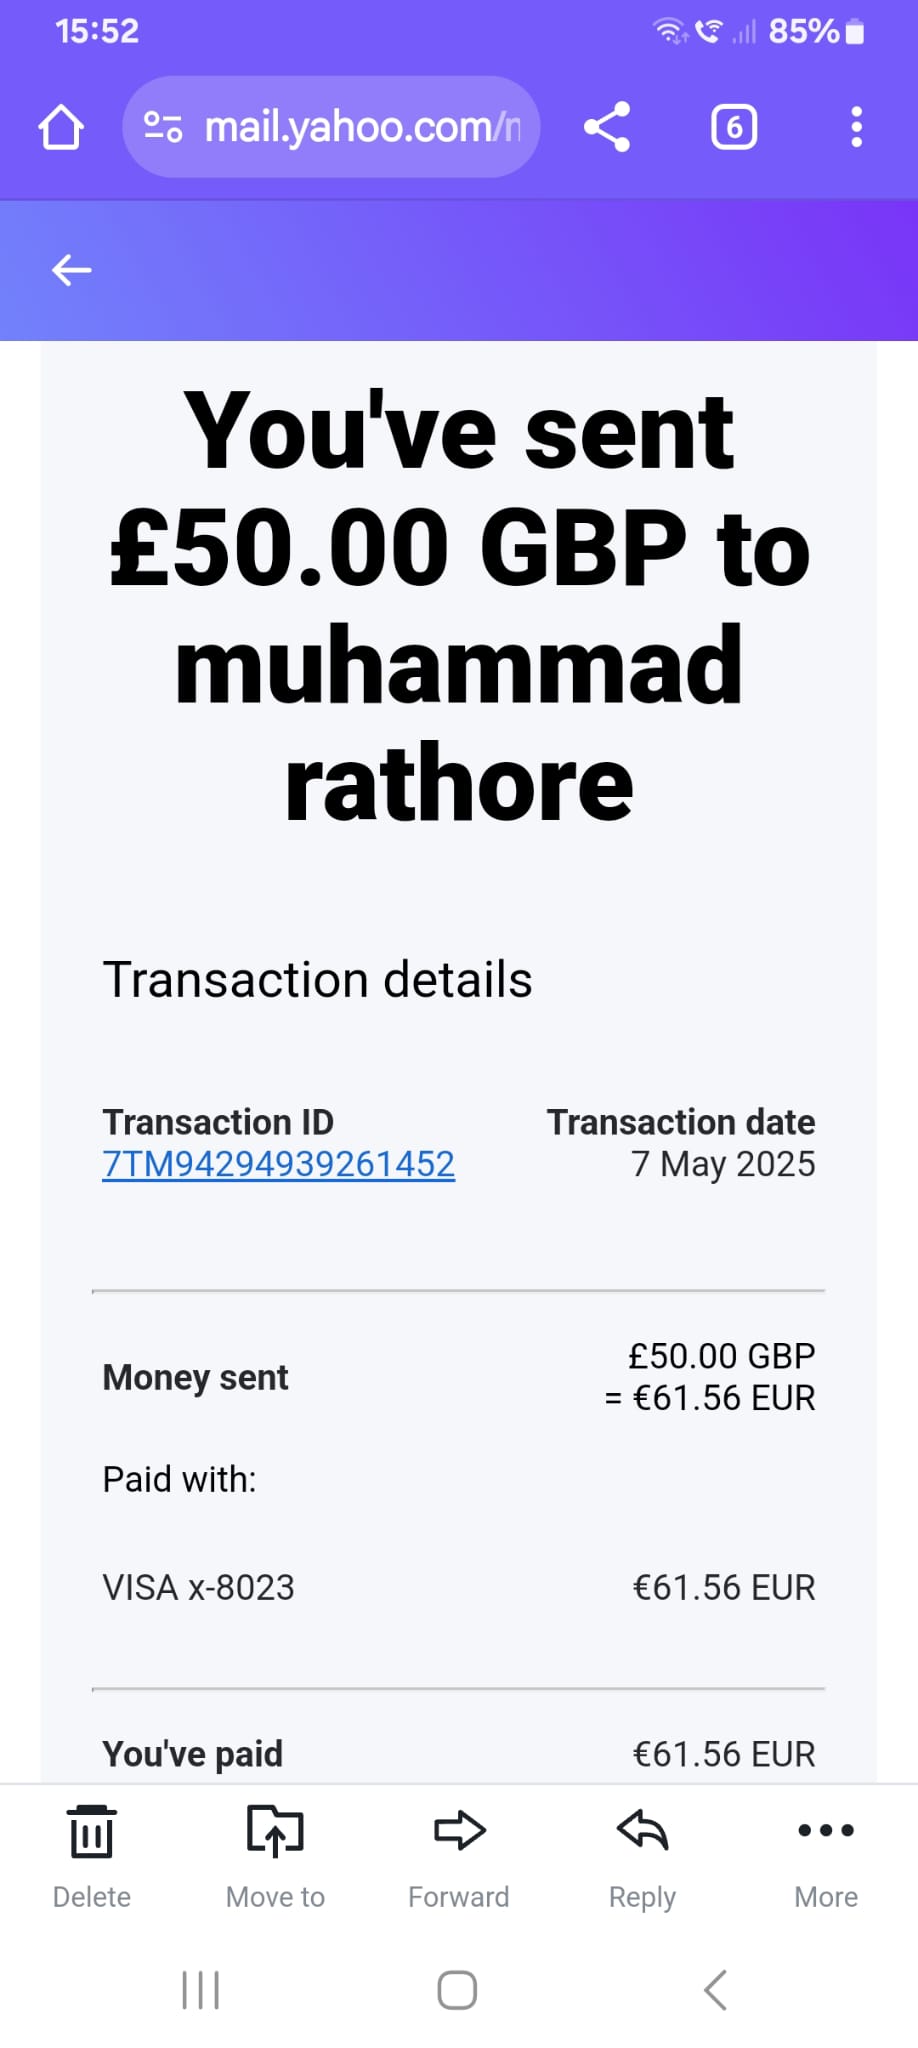 15:52
85%
mail.yahoo.com/
6
You've sent
£50.00 GBP to
muhammad
rathore
Transaction details
Transaction ID
Transaction date
7TM94294939261452
7 May 2025
Money sent
£50.00 GBP
= €61.56 EUR
Paid with:
VISA x-8023
€61.56 EUR
You've paid
€61.56 EUR
Delete
Move to
Forward
Reply
More